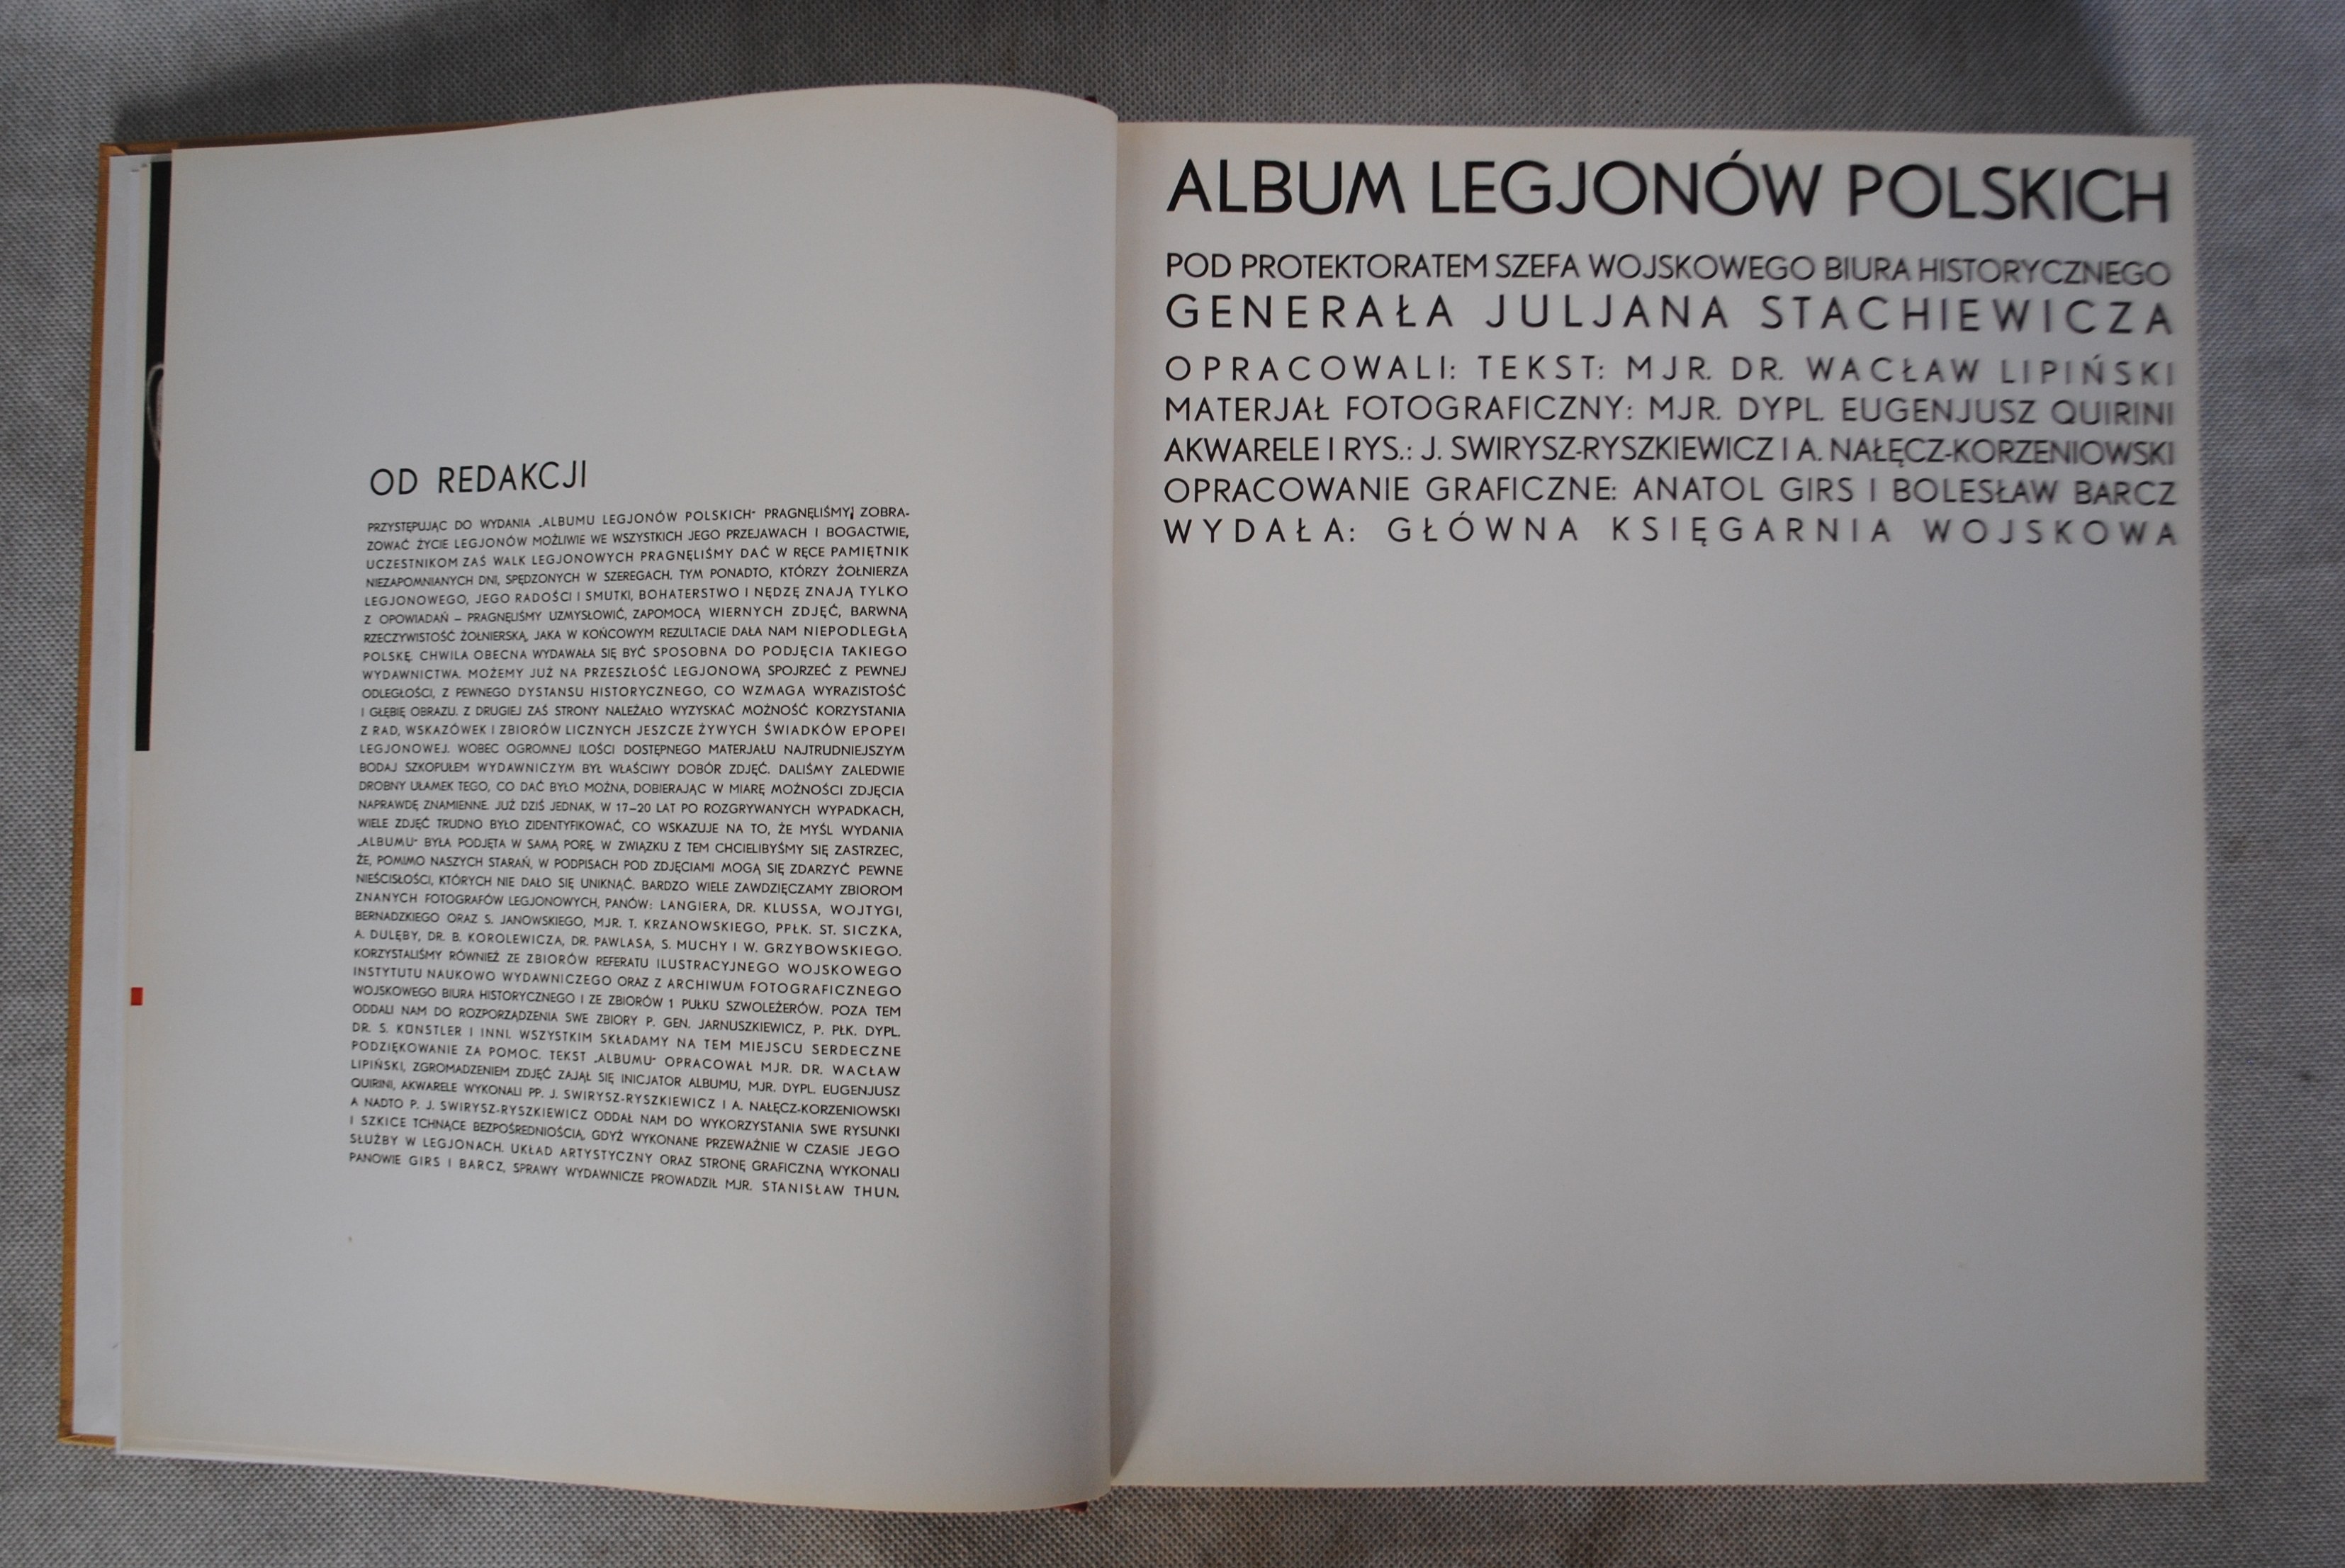 OD REDAKCJI
PRZYSTĘPUJĄC DO WYDANIA „ALBUMU LEGJONÓW POLSKICH" PRAGNĘLIŚMY ZOBRA-
ZOWAĆ ŻYCIE LEGJONÓW MOŻLIWIE WE WSZYSTKICH JEGO PRZEJAWACH I BOGACTWIE,
UCZESTNIKOM ZAŚ WALK LEGJONOWYCH PRAGNĘLIŚMY DAĆ W RĘCE PAMIĘTNIK
NIEZAPOMNIANYCH DNI, SPĘDZONYCH W SZEREGACH. TYM PONADTO, KTÓRZY ŻOŁNIERZA
LEGJONOWEGO, JEGO RADOŚCI I SMUTKI, BOHATERSTWO I NĘDZĘ ZNAJĄ TYLKO
Z OPOWIADAŃ – PRAGNĘLIŚMY UZMYSŁOWIĆ, ZAPOMOCĄ WIERNYCH ZDJĘĆ, BARWNĄ
RZECZYWISTOŚĆ ŻOŁNIERSKĄ, JAKA W KOŃCOWYM REZULTACIE DAŁA NAM NIEPODLEGŁĄ
POLSKĘ. CHWILA OBECNA WYDAWAŁA SIĘ BYĆ SPOSOBNA DO PODJĘCIA TAKIEGO
WYDAWNICTWA. MOŻEMY JUŻ NA PRZESZŁOŚĆ LEGJONOWĄ SPOJRZEĆ Z PEWNEJ
ODLEGŁOŚCI, Z PEWNEGO DYSTANSU HISTORYCZNEGO, CO WZMAGA WYRAZISTOŚĆ
I GŁĘBIĘ OBRAZU. Z DRUGIEJ ZAŚ STRONY NALEŻAŁO WYZYSKAĆ MOŻNOŚĆ KORZYSTANIA
Z RAD, WSKAZÓWEK I ZBIORÓW LICZNYCH JESZCZE ŻYWYCH ŚWIADKÓW EPOPEI
LEGJONOWEJ. WOBEC OGROMNEJ ILOŚCI DOSTĘPNEGO MATERJAŁU NAJTRUDNIEJSZYM
BODAJ SZKOPUŁEM WYDAWNICZYM BYŁ WŁAŚCIWY DOBÓR ZDJĘĆ. DALIŚMY ZALEDWIE
DROBNY UŁAMEK TEGO, CO DAĆ BYŁO MOŻNA, DOBIERAJĄC W MIARĘ MOŻNOŚCI ZDJĘCIA
NAPRAWDĘ ZNAMIENNE. JUŻ DZIŚ JEDNAK, W 17–20 LAT PO ROZGRYWANYCH WYPADKACH,
WIELE ZDJĘĆ TRUDNO BYŁO ZIDENTYFIKOWAĆ, CO WSKAZUJE NA TO, ŻE MYŚL WYDANIA
„ALBUMU" BYŁA PODJĘTA W SAMĄ PORĘ. W ZWIĄZKU Z TEM CHCIELIBYŚMY SIĘ ZASTRZEC,
ŻE, POMIMO NASZYCH STARAŃ, W PODPISACH POD ZDJĘCIAMI MOGĄ SIĘ ZDARZYĆ PEWNE
NIEŚCISŁOŚCI, KTÓRYCH NIE DAŁO SIĘ UNIKNĄĆ. BARDZO WIELE ZAWDZIĘCZAMY ZBIOROM
ZNANYCH FOTOGRAFÓW LEGJONOWYCH, PANÓW: LANGIERA, DR. KLUSSA, WOJTYGI,
BERNADZKIEGO ORAZ S. JANOWSKIEGO, MJR. T. KRZANOWSKIEGO, PPŁK. ST. SICZKA,
A. DULĘBY, DR. B. KOROLEWICZA, DR. PAWLASA, S. MUCHY I W. GRZYBOWSKIEGO.
KORZYSTALIŚMY RÓWNIEŻ ZE ZBIORÓW REFERATU ILUSTRACYJNEGO WOJSKOWEGO
INSTYTUTU NAUKOWO WYDAWNICZEGO ORAZ Z ARCHIWUM FOTOGRAFICZNEGO
WOJSKOWEGO BIURA HISTORYCZNEGO I ZE ZBIORÓW 1 PUŁKU SZWOLEŻERÓW. POZA TEM
ODDALI NAM DO ROZPORZĄDZENIA SWE ZBIORY P. GEN. JARNUSZKIEWICZ, P. PŁK. DYPL.
DR. S. KÜNSTLER I INNI. WSZYSTKIM SKŁADAMY NA TEM MIEJSCU SERDECZNE
PODZIĘKOWANIE ZA POMOC. TEKST „ALBUMU" OPRACOWAŁ MJR. DR. WACŁAW
LIPIŃSKI, ZGROMADZENIEM ZDJĘĆ ZAJĄŁ SIĘ INICJATOR ALBUMU, MJR. DYPL. EUGENJUSZ
QUIRINI, AKWARELE WYKONALI PP. J. SWIRYSZ-RYSZKIEWICZ I A. NAŁĘCZ-KORZENIOWSKI
A NADTO P. J. SWIRYSZ-RYSZKIEWICZ ODDAŁ NAM DO WYKORZYSTANIA SWE RYSUNKI
I SZKICE TCHNĄCE BEZPOŚREDNIOŚCIĄ, GDYŻ WYKONANE PRZEWAŻNIE W CZASIE JEGO
SŁUŻBY W LEGJONACH. UKŁAD ARTYSTYCZNY ORAZ STRONĘ GRAFICZNĄ WYKONALI
PANOWIE GIRS I BARCZ, SPRAWY WYDAWNICZE PROWADZIŁ MJR. STANISŁAW THUN.
ALBUM LEGJONÓW POLSKICH
POD PROTEKTORATEM SZEFA WOJSKOWEGO BIURA HISTORYCZNEGO
GENERAŁA JULJANA STACHIEWICZA
OPRACOWALI: TEKST: MJR. DR. WACŁAW LIPIŃSKI
MATERJAŁ FOTOGRAFICZNY: MJR. DYPL. EUGENJUSZ QUIRINI
AKWARELE I RYS.: J. SWIRYSZ-RYSZKIEWICZ I A. NAŁĘCZ-KORZENIOWSKI
OPRACOWANIE GRAFICZNE: ANATOL GIRS I BOLESŁAW BARCZ
WYDAŁA: GŁÓWNA KSIĘGARNIA WOJSKOWA